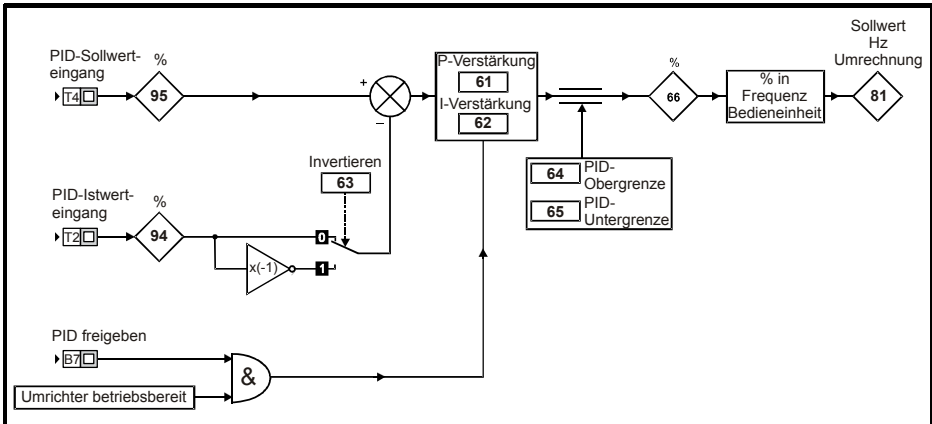 PID-Sollwert-
eingang
T4
%
95
+
–
P-Verstärkung
61
I-Verstärkung
62
%
66
% in
Frequenz
Bedieneinheit
Sollwert
Hz
Umrechnung
81
Invertieren
63
64
PID-
Obergrenze
65
PID-
Untergrenze
PID-Istwert-
eingang
T2
%
94
0
x(-1)
1
PID freigeben
B7
&
Umrichter betriebsbereit